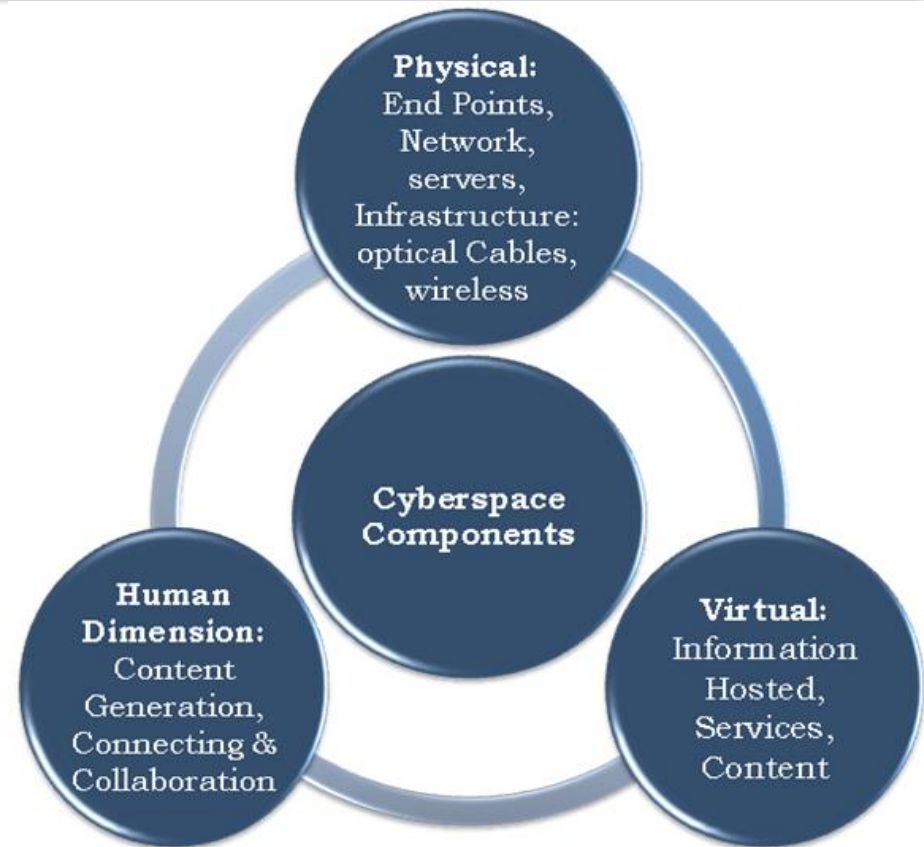 Physical:
End Points,
Network,
servers,
Infrastructure:
optical Cables,
wireless
Cyberspace
Components
Human
Dimension:
Content
Generation,
Connecting &
Collaboration
Virtual:
Information
Hosted,
Services,
Content